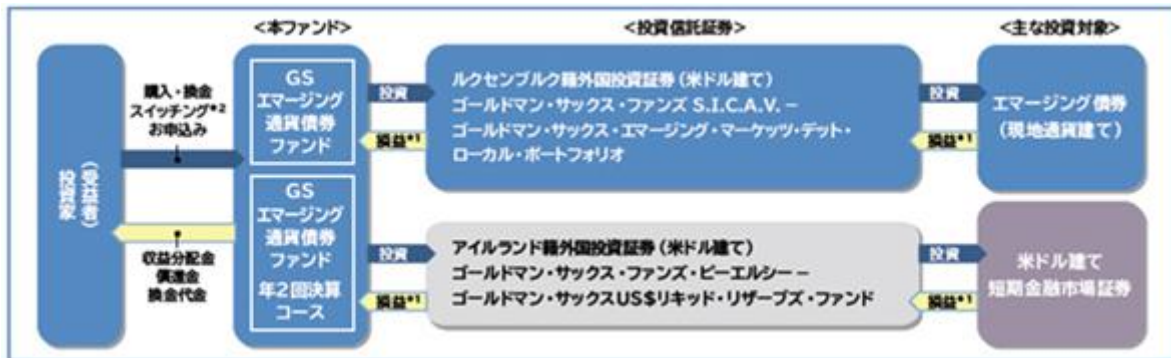 <本ファンド>
<投資信託証券>
<主な投資対象>
投資家
(受益者)
購入・換金
スイッチング*2
お申込み
収益分配金
償還金
換金代金
GS
エマージング
通貨債券
ファンド
GS
エマージング
通貨債券
ファンド
年2回決算
コース
投資
損益*1
ルクセンブルク籍外国投資証券(米ドル建て)
ゴールドマン・サックス・ファンズ S.I.C.A.V. −
ゴールドマン・サックス・エマージング・マーケッツ・デット・
ローカル・ポートフォリオ
投資
損益*1
エマージング債券
(現地通貨建て)
投資
損益*1
アイルランド籍外国投資証券(米ドル建て)
ゴールドマン・サックス・ファンズ・ピーエルシー −
ゴールドマン・サックスUS$リキッド・リザーブズ・ファンド
投資
損益*1
米ドル建て
短期金融市場証券